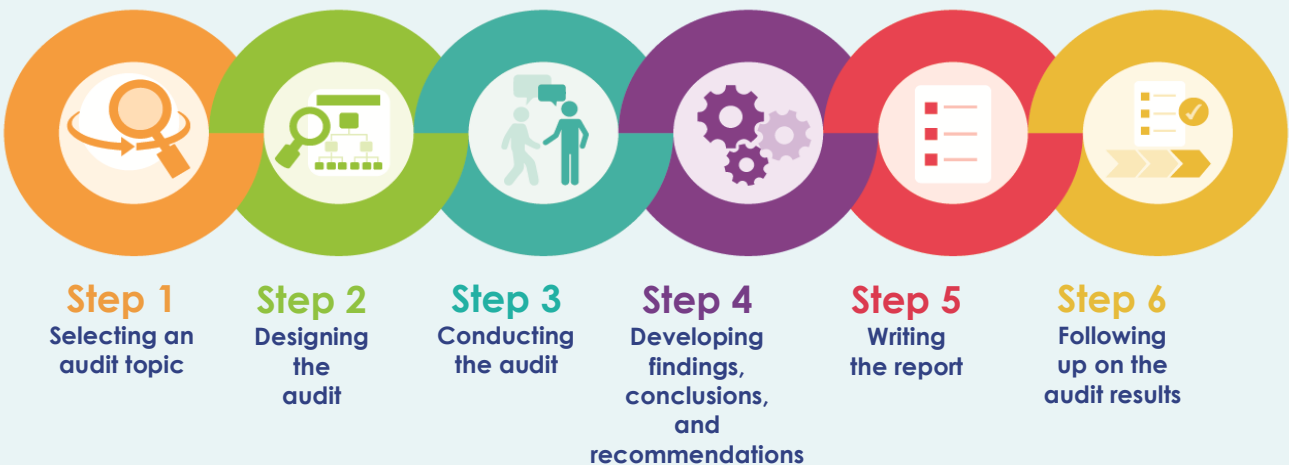 Step 1
Selecting an
audit topic
Step 2
Designing
the
audit
Step 3
Conducting
the audit
Step 4
Developing
findings,
conclusions,
and
recommendations
Step 5
Writing
the report
Step 6
Following
up on the
audit results